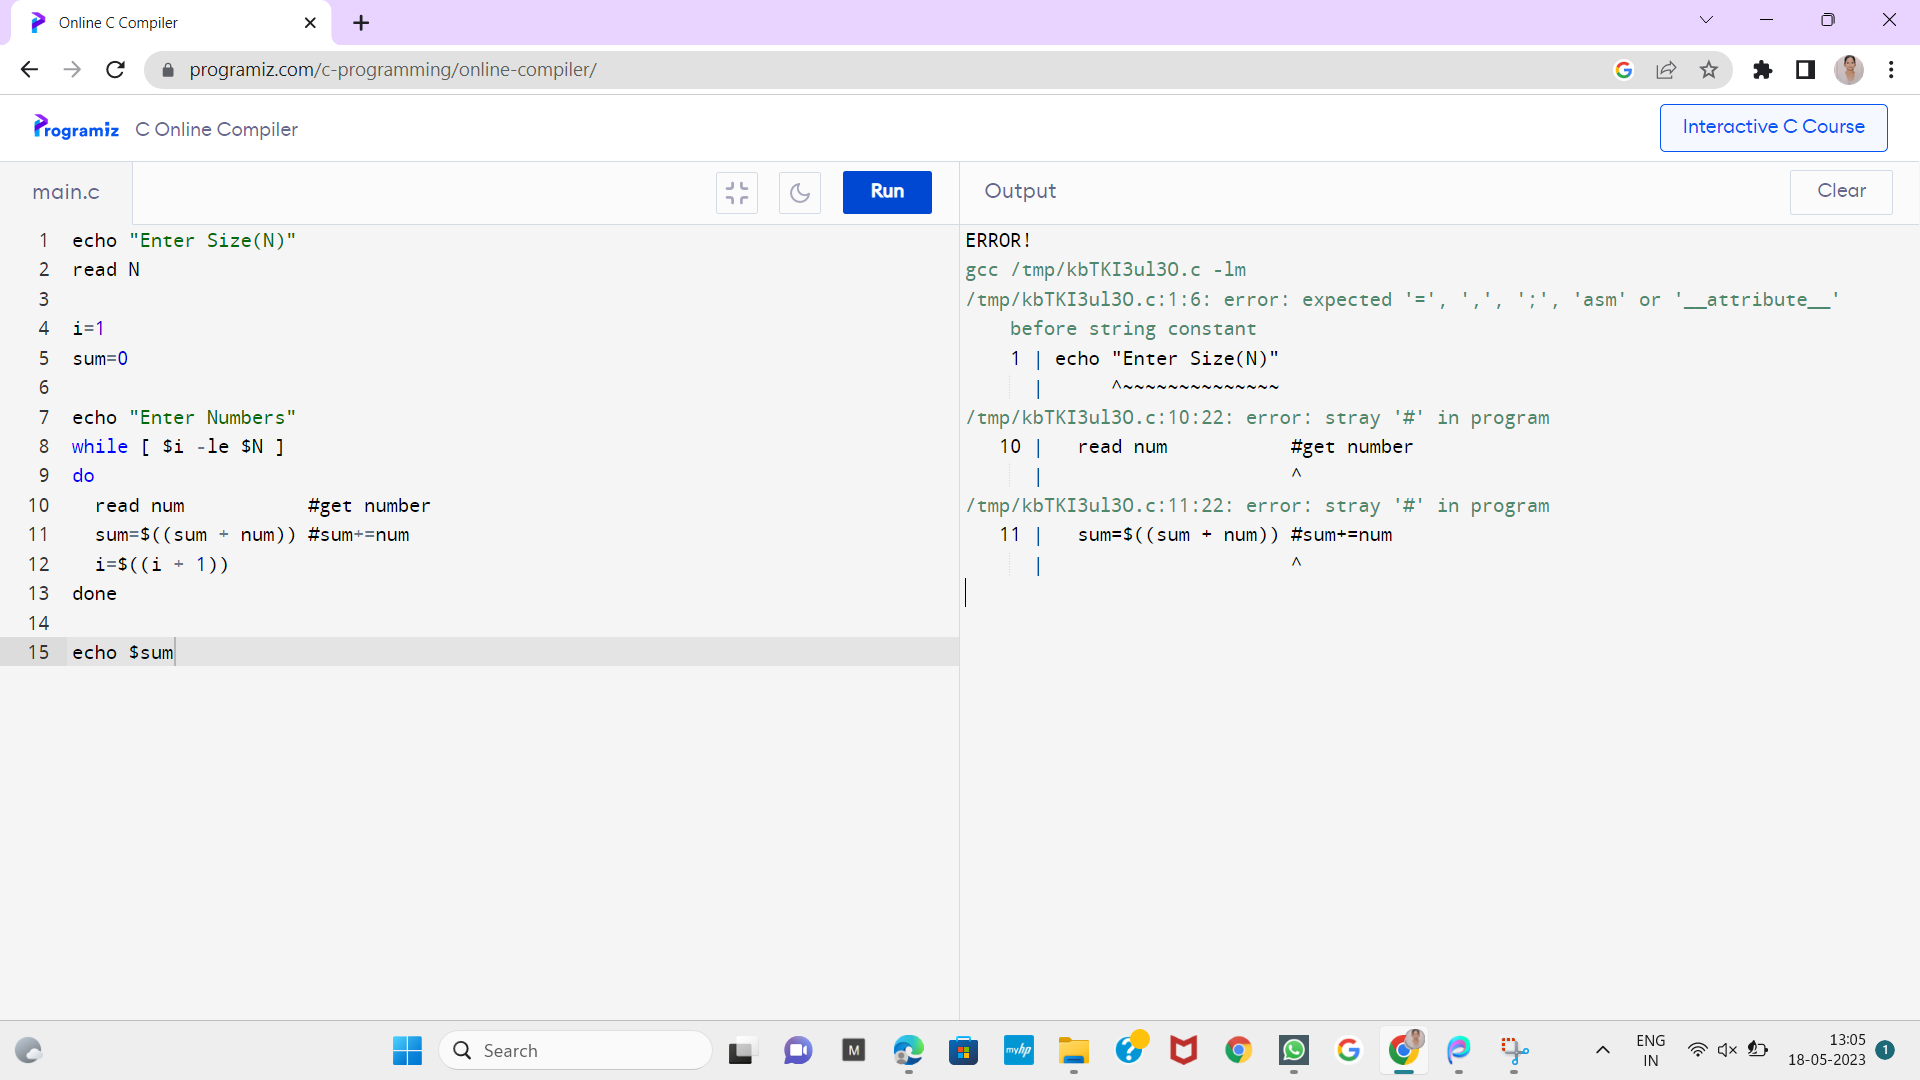 Online C Compiler
programiz.com/c-programming/online-compiler/
Programiz C Online Compiler
Interactive C Course
main.c
Run
Output
Clear
1 echo "Enter Size(N)"
2 read N
3
4 i=1
5 sum=0
6
7 echo "Enter Numbers"
8 while [ $i -le $N ]
9 do
10 read num #get number
11 sum=$((sum + num)) #sum+=num
12 i=$((i + 1))
13 done
14
15 echo $sum
ERROR!
gcc /tmp/kbTKI3ul3O.c -lm
/tmp/kbTKI3ul3O.c:1:6: error: expected '=', ',', ';', 'asm' or '__attribute__'
before string constant
1 | echo "Enter Size(N)"
| ^~~~~~~~~~~~~~~
/tmp/kbTKI3ul3O.c:10:22: error: stray '#' in program
10 | read num #get number
| ^
/tmp/kbTKI3ul3O.c:11:22: error: stray '#' in program
11 | sum=$((sum + num)) #sum+=num
| ^
Search
M
myhp
ENG
IN
13:05
18-05-2023
1